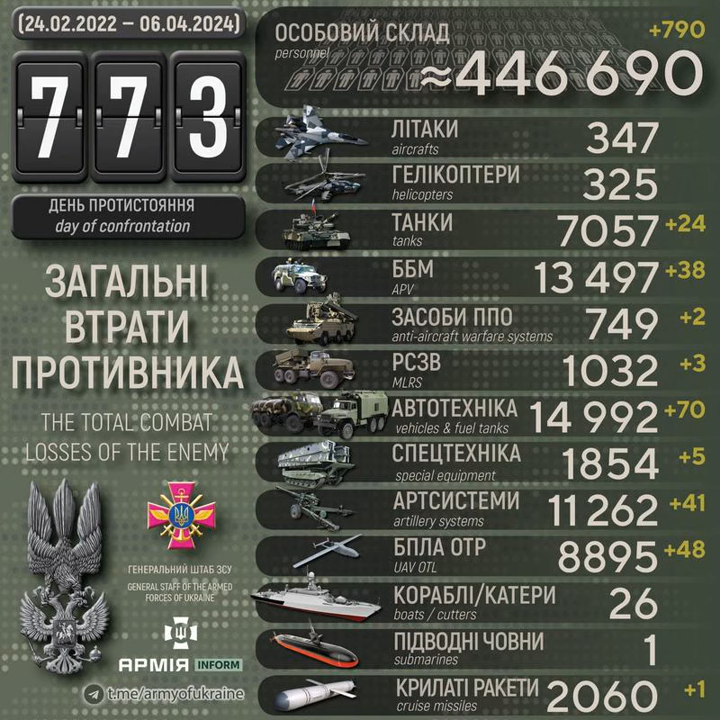 (24.02.2022 – 06.04.2024)
773
ДЕНЬ ПРОТИСТОЯННЯ
day of confrontation
ЗАГАЛЬНІ
ВТРАТИ
ПРОТИВНИКА
THE TOTAL COMBAT
LOSSES OF THE ENEMY
ГЕНЕРАЛЬНИЙ ШТАБ ЗСУ
GENERAL STAFF OF THE ARMED
FORCES OF UKRAINE
АРМІЯ INFORM
t.me/armyofukraine
ОСОБОВИЙ СКЛАД +790
personnel
≈446 690
ЛІТАКИ 347
aircrafts
ГЕЛІКОПТЕРИ 325
helicopters
ТАНКИ 7057 +24
tanks
ББМ 13 497 +38
APV
ЗАСОБИ ППО 749 +2
anti-aircraft warfare systems
РСЗВ 1032 +3
MLRS
АВТОТЕХНІКА 14 992 +70
vehicles & fuel tanks
СПЕЦТЕХНІКА 1854 +5
special equipment
АРТСИСТЕМИ 11 262 +41
artillery systems
БПЛА ОТР 8895 +48
UAV OTL
КОРАБЛІ/КАТЕРИ 26
boats / cutters
ПІДВОДНІ ЧОВНИ 1
submarines
КРИЛАТІ РАКЕТИ 2060 +1
cruise missiles